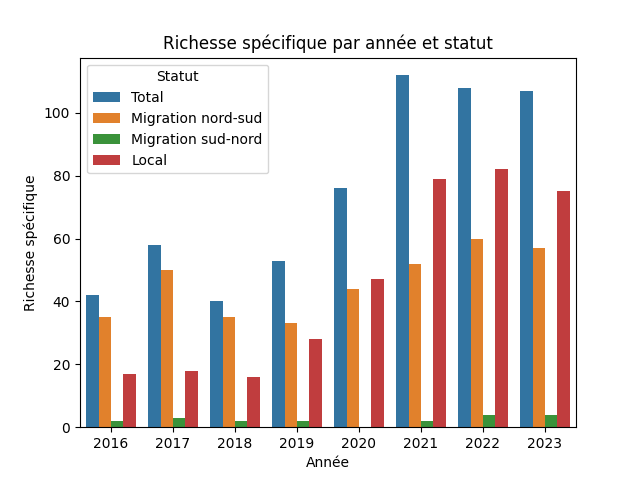 Richesse spécifique par année et statut
Statut
Total
Migration nord-sud
Migration sud-nord
Local
Richesse spécifique
100
80
60
40
20
0
2016 2017 2018 2019 2020 2021 2022 2023
Année